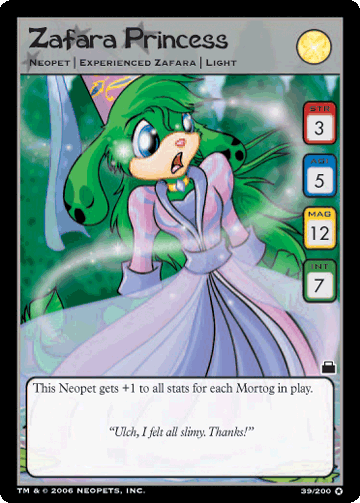 Zafara Princess
Neopet | Experienced Zafara | Light
STR
3
AGI
5
MAG
12
INT
7
This Neopet gets +1 to all stats for each Mortog in play.
"Ulch, I felt all slimy. Thanks!"
TM & © 2006 NEOPETS, INC.
39/200